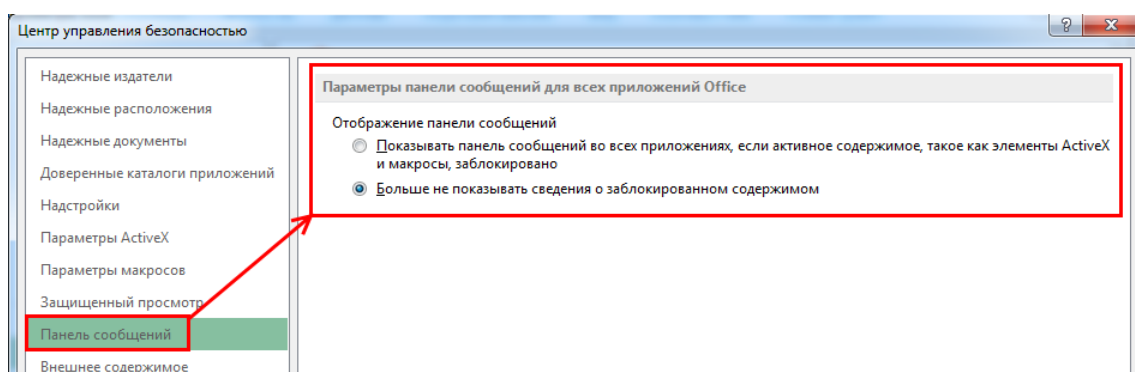 Центр управления безопасностью
Надежные издатели
Надежные расположения
Надежные документы
Доверенные каталоги приложений
Надстройки
Параметры ActiveX
Параметры макросов
Защищенный просмотр
Панель сообщений
Внешнее содержимое
Параметры панели сообщений для всех приложений Office
Отображение панели сообщений
Показывать панель сообщений во всех приложениях, если активное содержимое, такое как элементы ActiveX
и макросы, заблокировано
Больше не показывать сведения о заблокированном содержимом